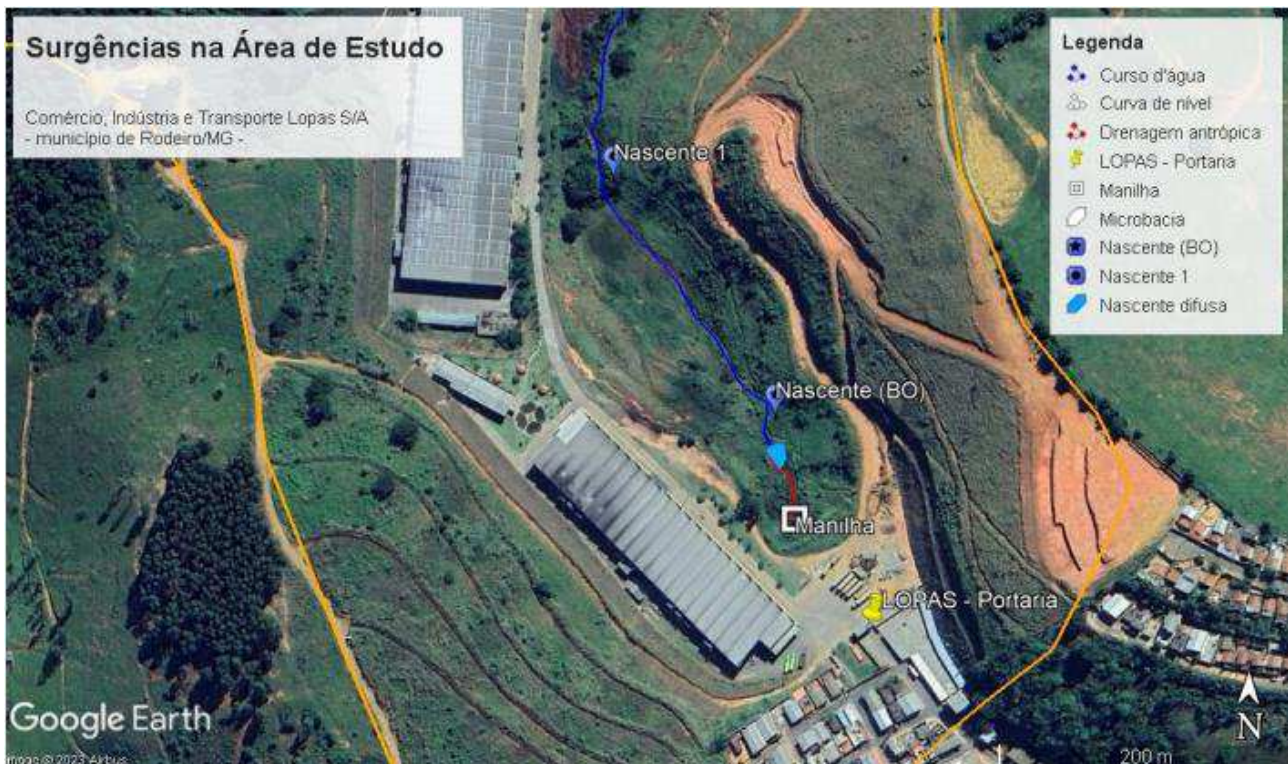 Surgências na Área de Estudo
Comércio, Indústria e Transporte Lopas S/A
- município de Rodeiro/MG -
Legenda
Curso d'água
Curva de nível
Drenagem antrópica
LOPAS - Portaria
Manilha
Microbacia
Nascente (BO)
Nascente 1
Nascente difusa
Nascente 1
Nascente (BO)
Manilha
LOPAS - Portaria
Google Earth
© 2023 Airbus
200 m
N